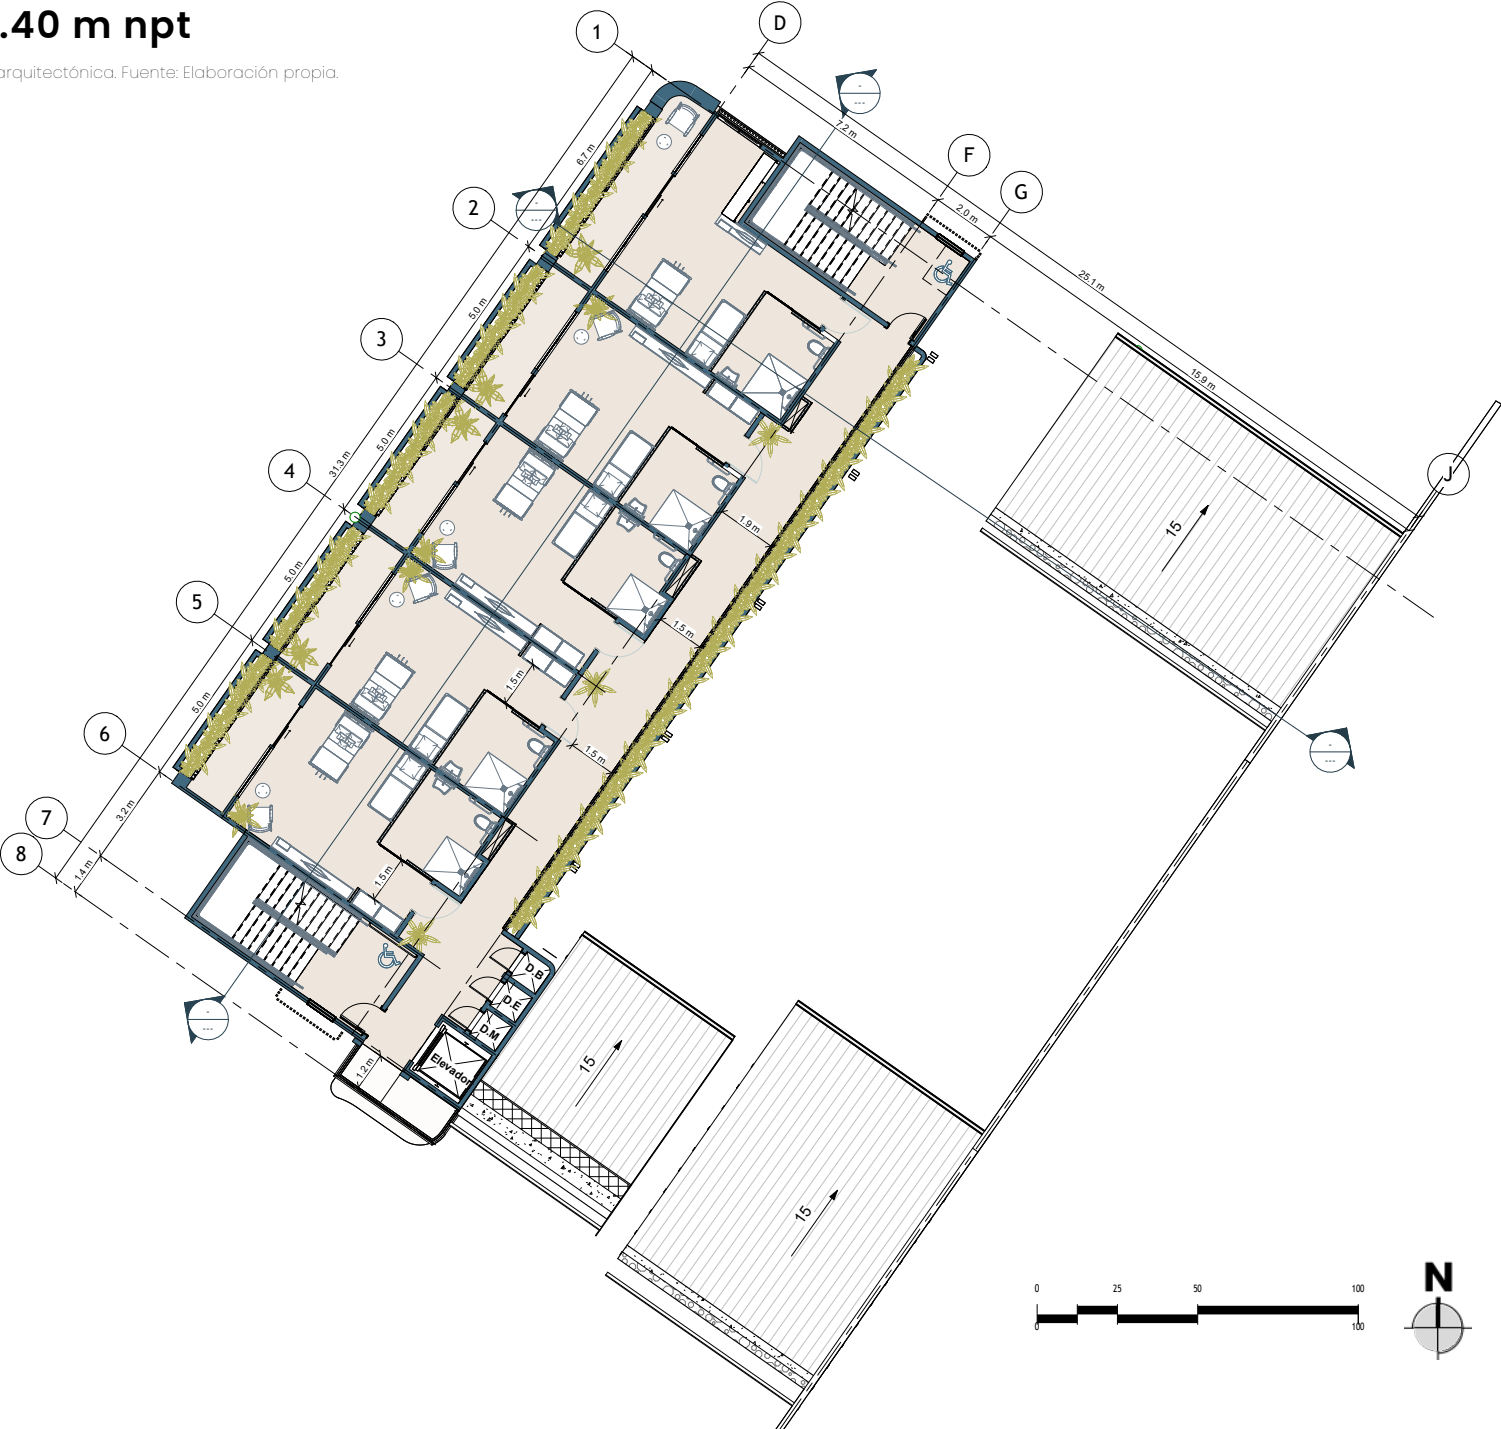 .40 m npt
arquitectónica. Fuente: Elaboración propia.
1
D
7.2 m
F
6.7 m
G
2.0 m
2
25.1 m
5.0 m
3
15.9 m
5.0 m
31.3 m
4
J
15
1.9 m
5.0 m
5
1.5 m
1.5 m
5.0 m
6
1.5 m
3.2 m
7
8
1.4 m
1.5 m
D.B
D.E
D.M
Elevador
1.2 m
15
15
N
0 25 50 100
0 100